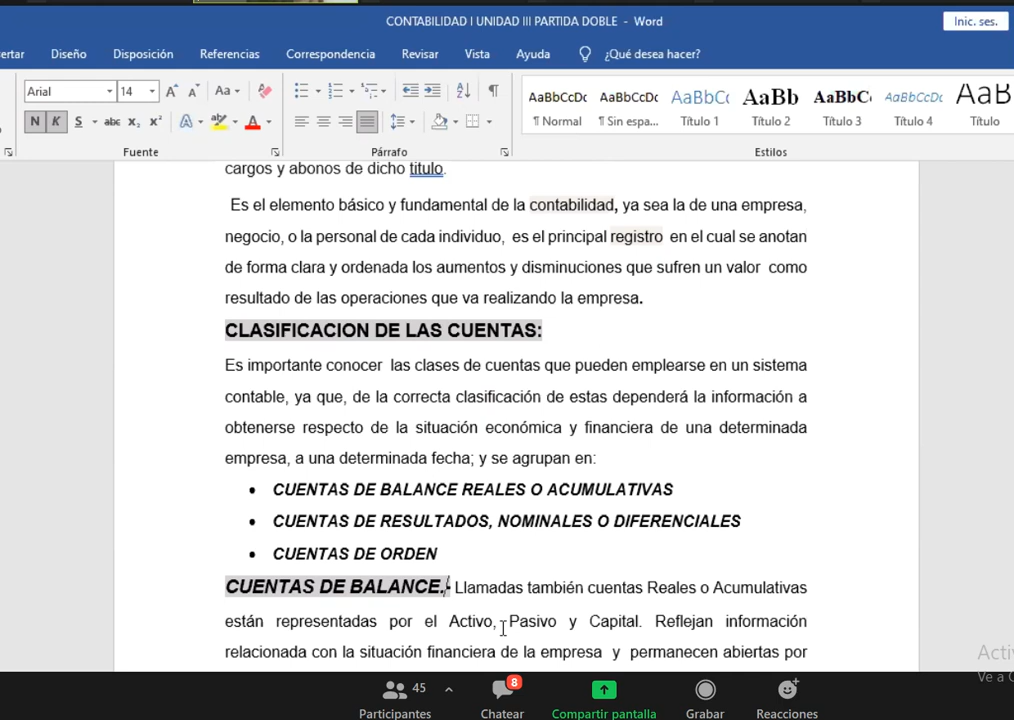 CONTABILIDAD I UNIDAD III PARTIDA DOBLE - Word
Inic. ses.
ertar Diseño Disposición Referencias Correspondencia Revisar Vista Ayuda ¿Qué desea hacer?
Arial 14 A A Aa
N K S abc x₂ x² A A
AaBbCcDc AaBbCcDc AaBbCc AaBb AaBbC AaBbCcDc AaB
¶ Normal ¶ Sin espa... Título 1 Título 2 Título 3 Título 4 Título
Fuente Párrafo Estilos
cargos y abonos de dicho titulo.
Es el elemento básico y fundamental de la contabilidad, ya sea la de una empresa,
negocio, o la personal de cada individuo, es el principal registro en el cual se anotan
de forma clara y ordenada los aumentos y disminuciones que sufren un valor como
resultado de las operaciones que va realizando la empresa.
CLASIFICACION DE LAS CUENTAS:
Es importante conocer las clases de cuentas que pueden emplearse en un sistema
contable, ya que, de la correcta clasificación de estas dependerá la información a
obtenerse respecto de la situación económica y financiera de una determinada
empresa, a una determinada fecha; y se agrupan en:
• CUENTAS DE BALANCE REALES O ACUMULATIVAS
• CUENTAS DE RESULTADOS, NOMINALES O DIFERENCIALES
• CUENTAS DE ORDEN
CUENTAS DE BALANCE.- Llamadas también cuentas Reales o Acumulativas
están representadas por el Activo, Pasivo y Capital. Reflejan información
relacionada con la situación financiera de la empresa y permanecen abiertas por
Acti
Ve a C
45 8
Participantes Chatear Compartir pantalla Grabar Reacciones